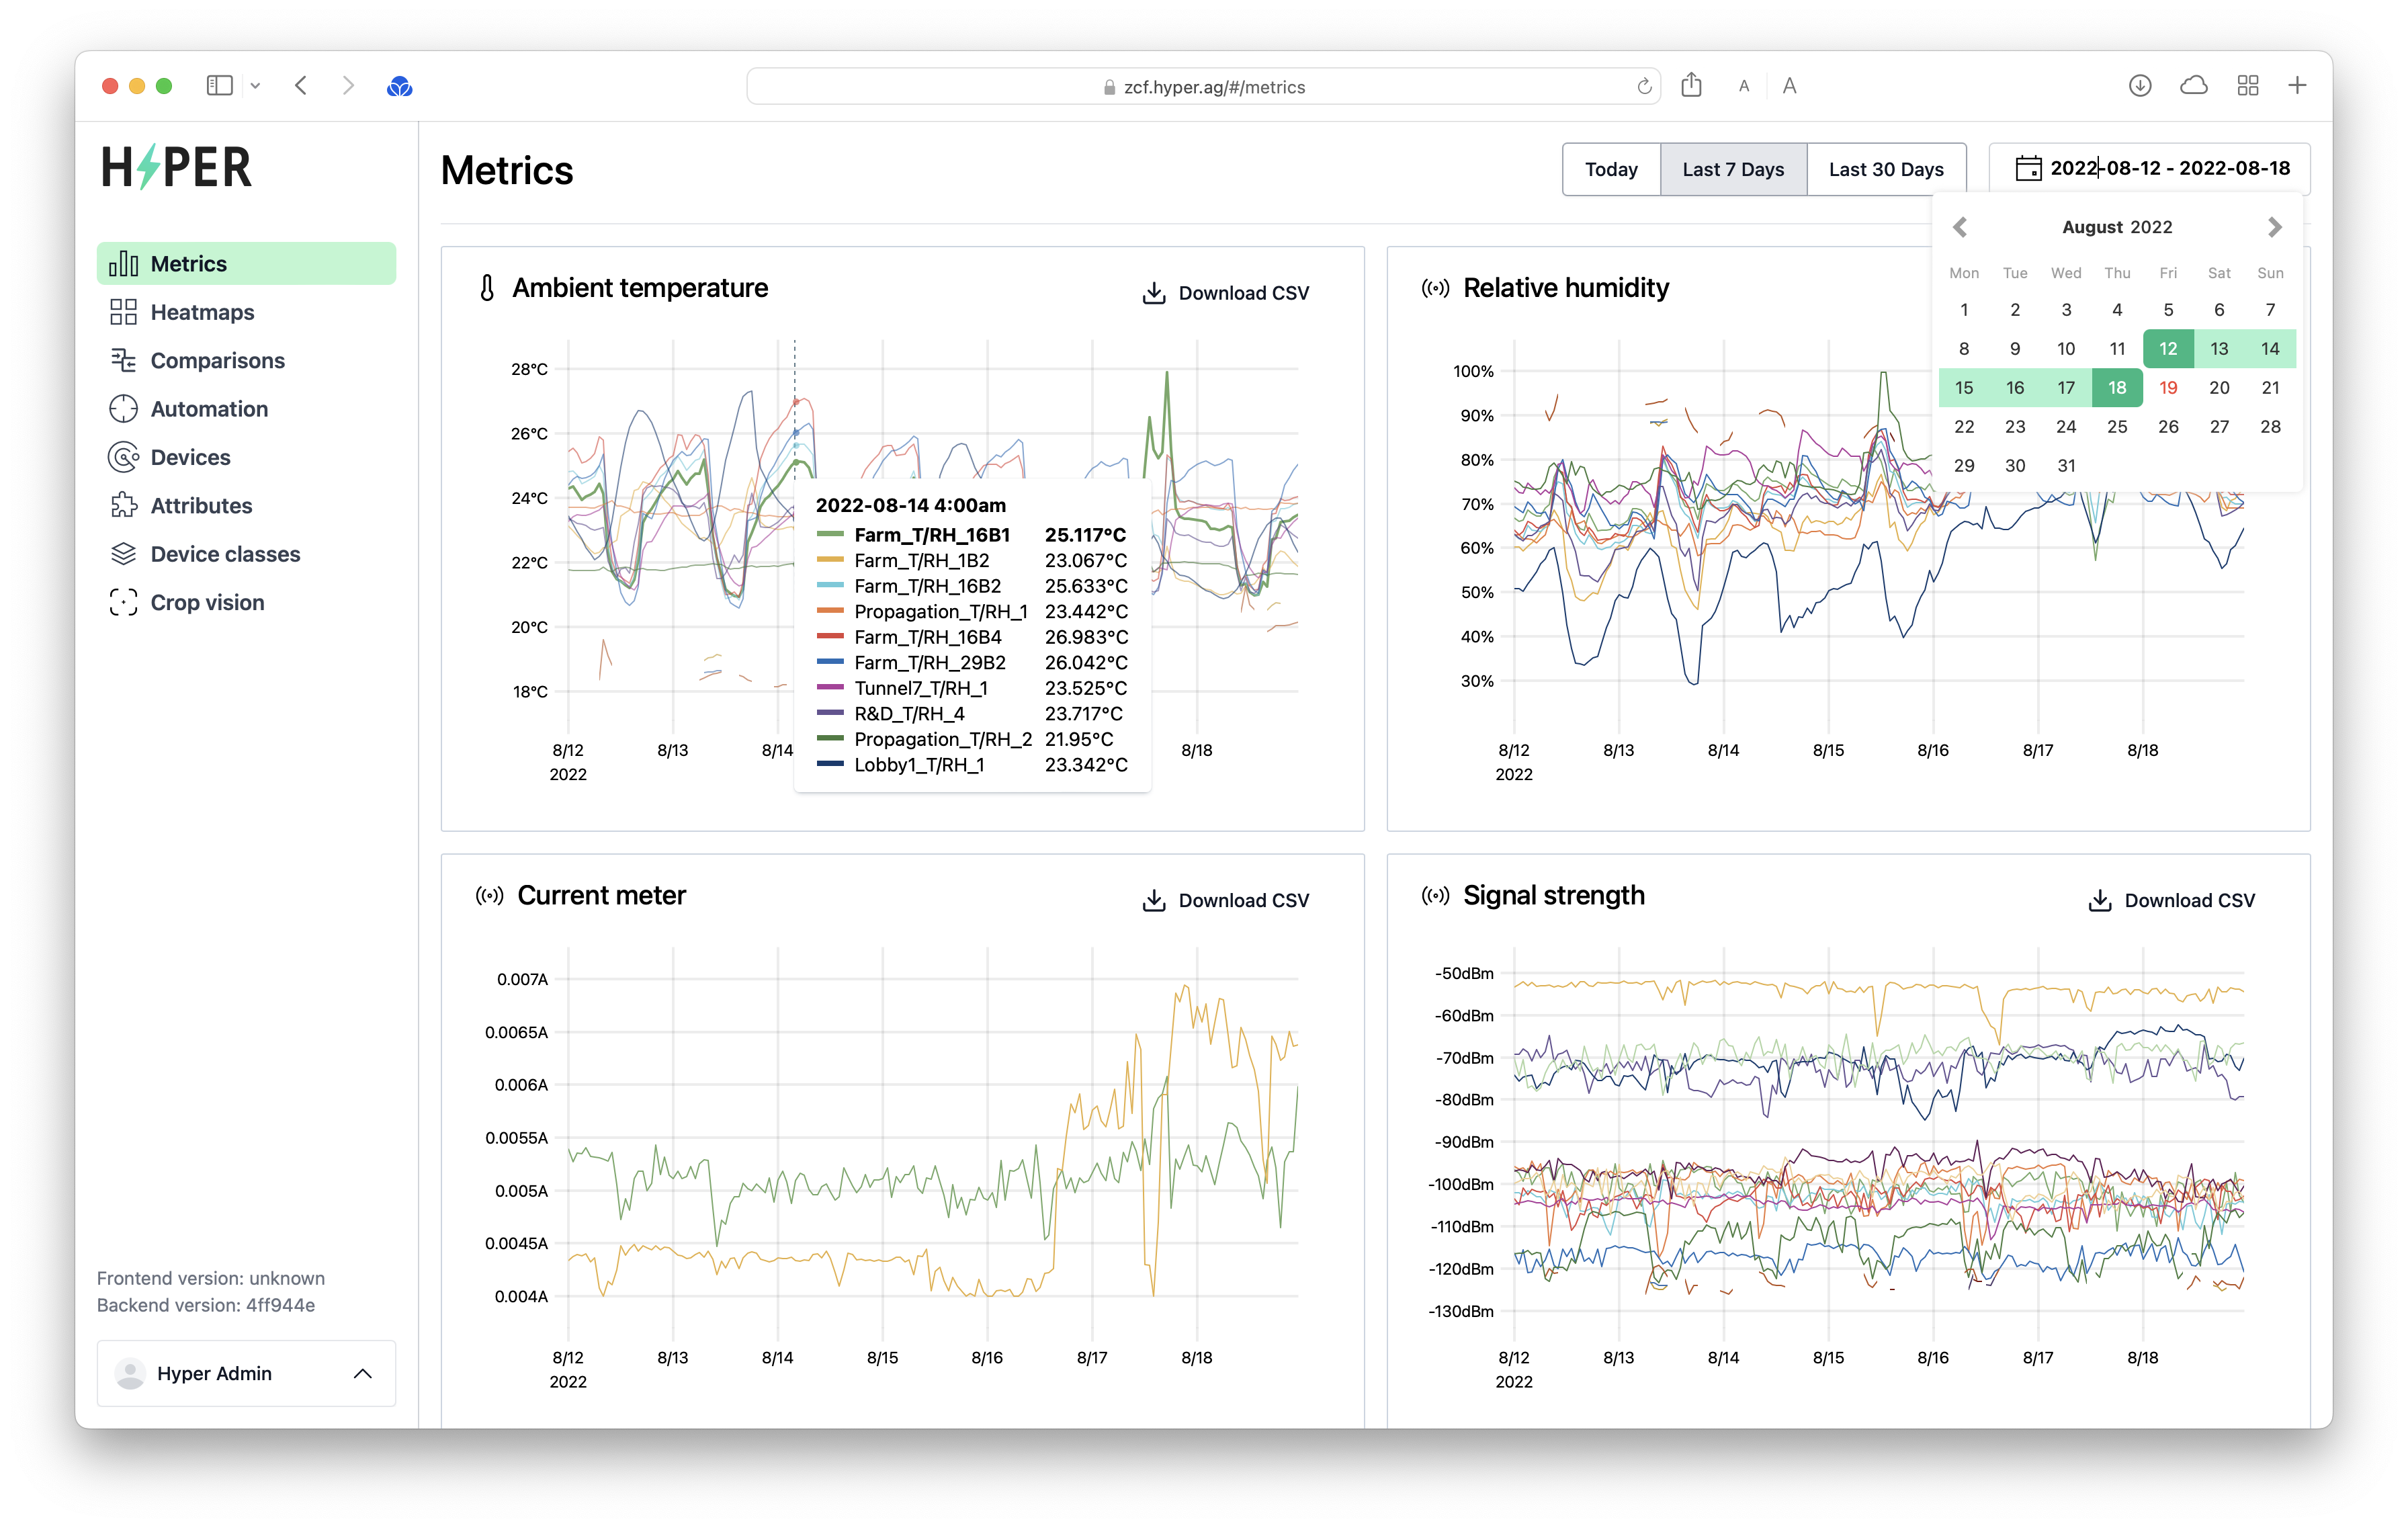 zcf.hyper.ag/#/metrics
A
A
HYPER
Metrics
Heatmaps
Comparisons
Automation
Devices
Attributes
Device classes
Crop vision
Frontend version: unknown
Backend version: 4ff944e
Hyper Admin
Metrics
Today
Last 7 Days
Last 30 Days
2022-08-12 - 2022-08-18
August 2022
Mon Tue Wed Thu Fri Sat Sun
1 2 3 4 5 6 7
8 9 10 11 12 13 14
15 16 17 18 19 20 21
22 23 24 25 26 27 28
29 30 31
Ambient temperature
Download CSV
28°C
26°C
24°C
22°C
20°C
18°C
8/12 8/13 8/14 8/18
2022
2022-08-14 4:00am
Farm_T/RH_16B1 25.117°C
Farm_T/RH_1B2 23.067°C
Farm_T/RH_16B2 25.633°C
Propagation_T/RH_1 23.442°C
Farm_T/RH_16B4 26.983°C
Farm_T/RH_29B2 26.042°C
Tunnel7_T/RH_1 23.525°C
R&D_T/RH_4 23.717°C
Propagation_T/RH_2 21.95°C
Lobby1_T/RH_1 23.342°C
Relative humidity
100%
90%
80%
70%
60%
50%
40%
30%
8/12 8/13 8/14 8/15 8/16 8/17 8/18
2022
Current meter
Download CSV
0.007A
0.0065A
0.006A
0.0055A
0.005A
0.0045A
0.004A
8/12 8/13 8/14 8/15 8/16 8/17 8/18
2022
Signal strength
Download CSV
-50dBm
-60dBm
-70dBm
-80dBm
-90dBm
-100dBm
-110dBm
-120dBm
-130dBm
8/12 8/13 8/14 8/15 8/16 8/17 8/18
2022